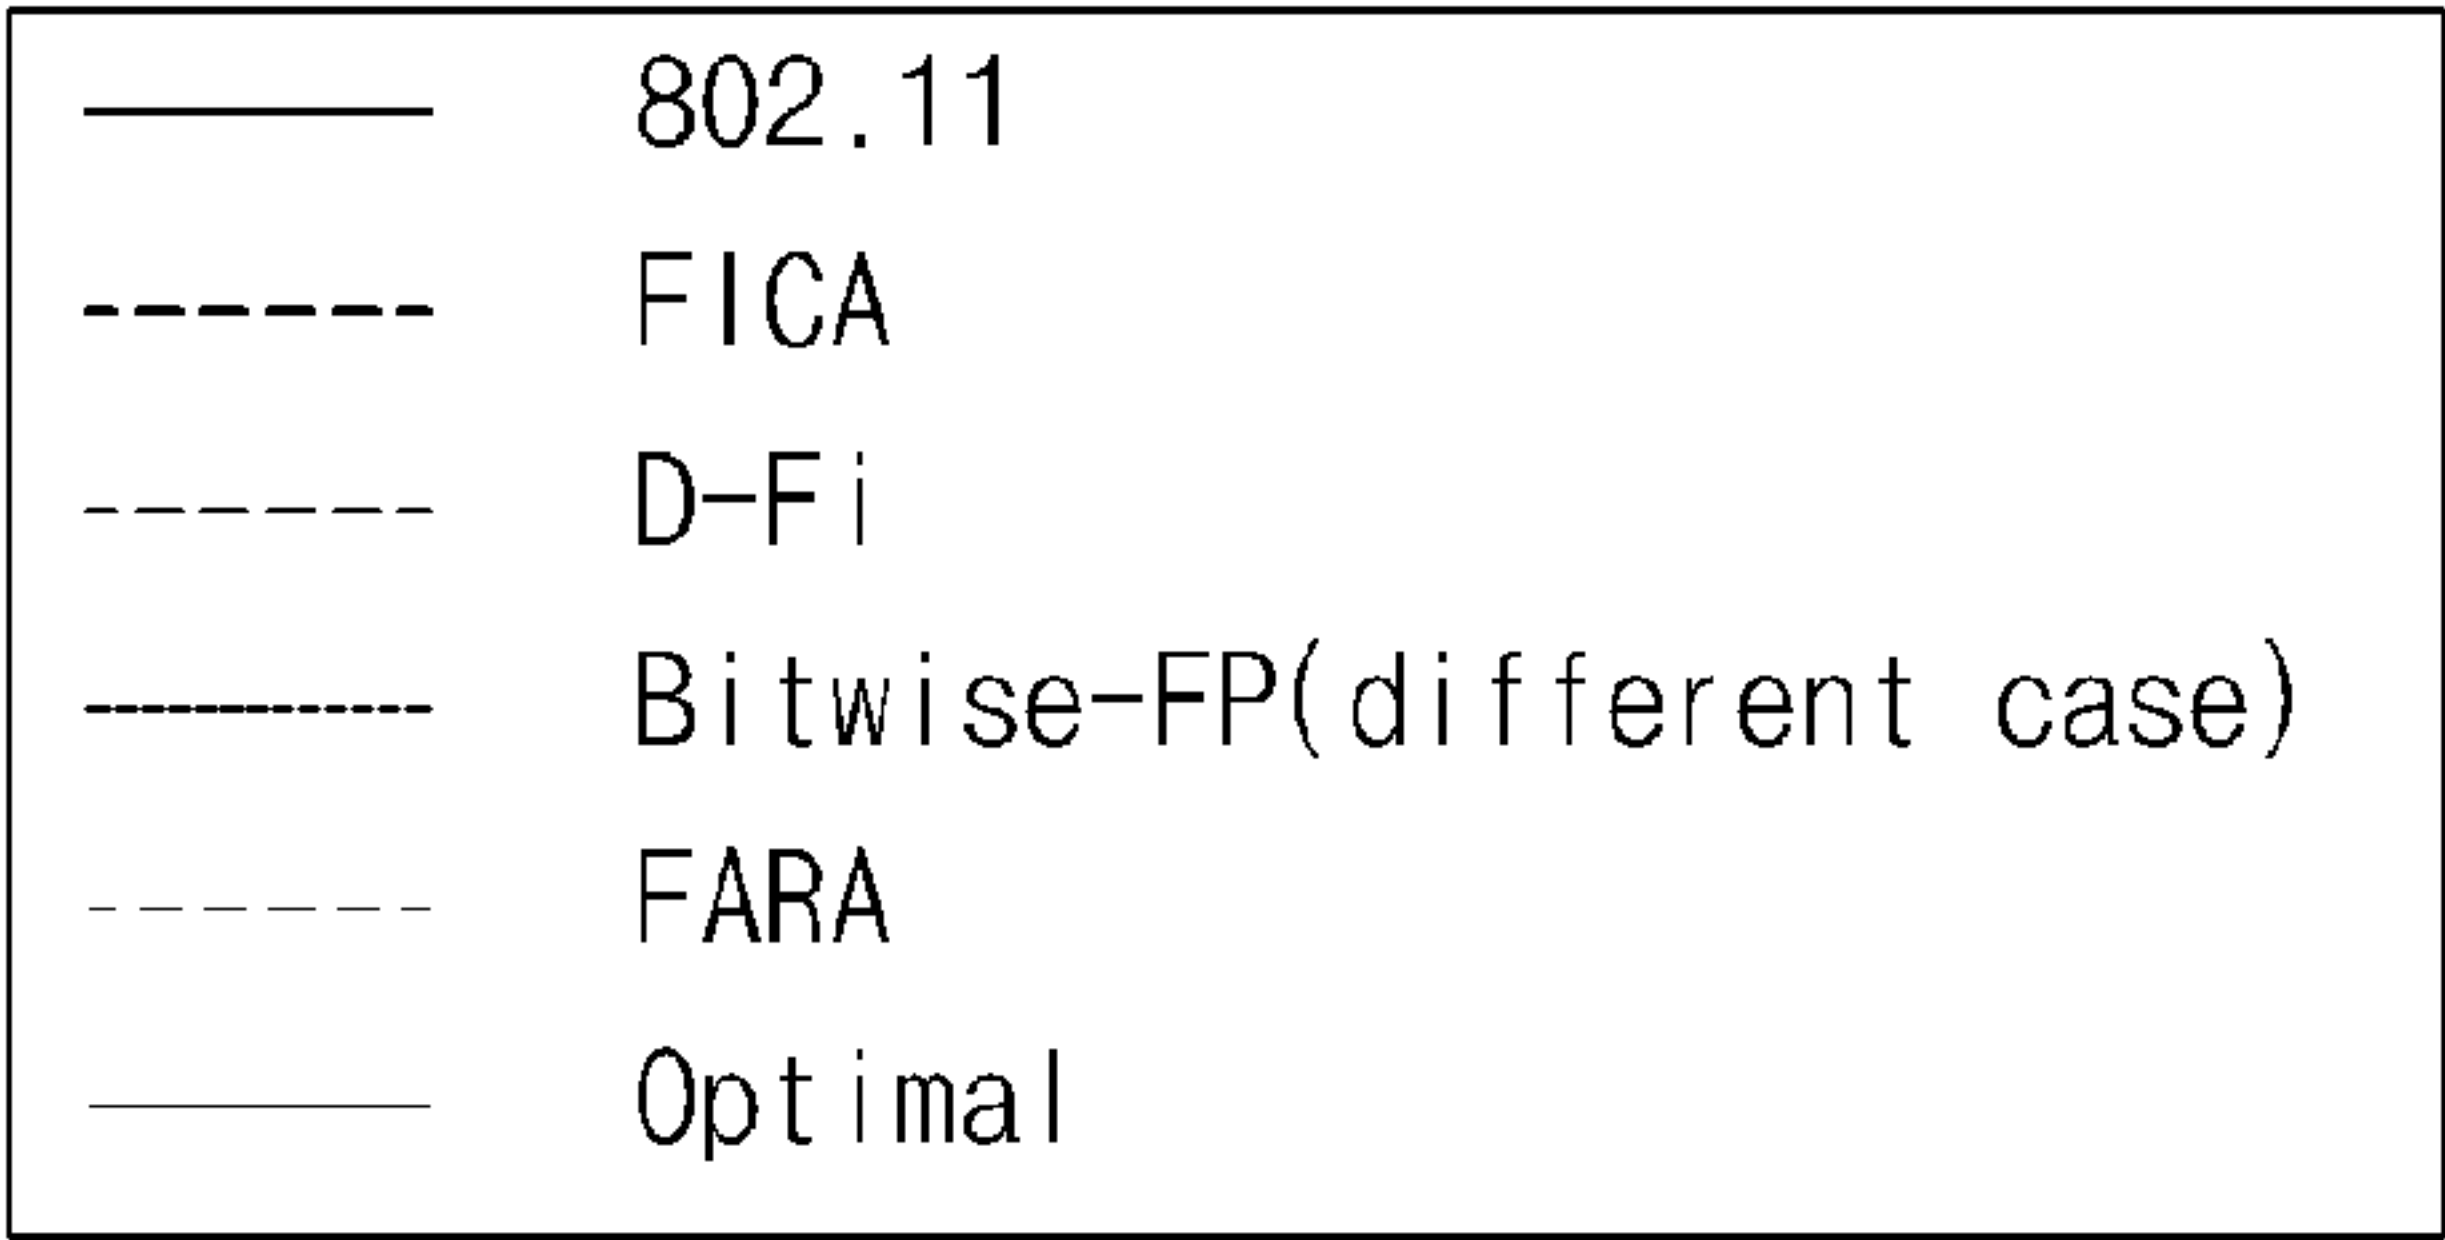 802.11
FICA
D-Fi
Bitwise-FP(different case)
FARA
Optimal